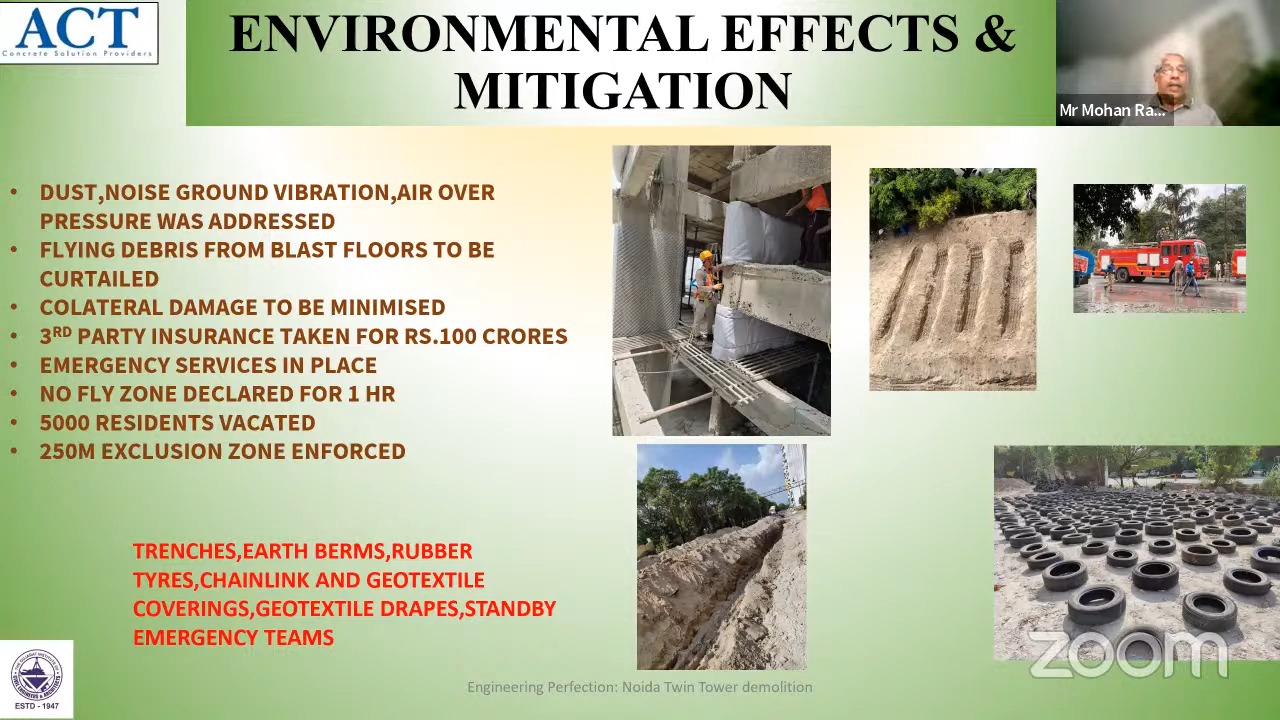 ACT
Concrete Solution Providers
ENVIRONMENTAL EFFECTS &
MITIGATION
Mr Mohan Ra...
• DUST,NOISE GROUND VIBRATION,AIR OVER
PRESSURE WAS ADDRESSED
• FLYING DEBRIS FROM BLAST FLOORS TO BE
CURTAILED
• COLATERAL DAMAGE TO BE MINIMISED
• 3RD PARTY INSURANCE TAKEN FOR RS.100 CRORES
• EMERGENCY SERVICES IN PLACE
• NO FLY ZONE DECLARED FOR 1 HR
• 5000 RESIDENTS VACATED
• 250M EXCLUSION ZONE ENFORCED
TRENCHES,EARTH BERMS,RUBBER
TYRES,CHAINLINK AND GEOTEXTILE
COVERINGS,GEOTEXTILE DRAPES,STANDBY
EMERGENCY TEAMS
zoom
ESTD - 1947
Engineering Perfection: Noida Twin Tower demolition